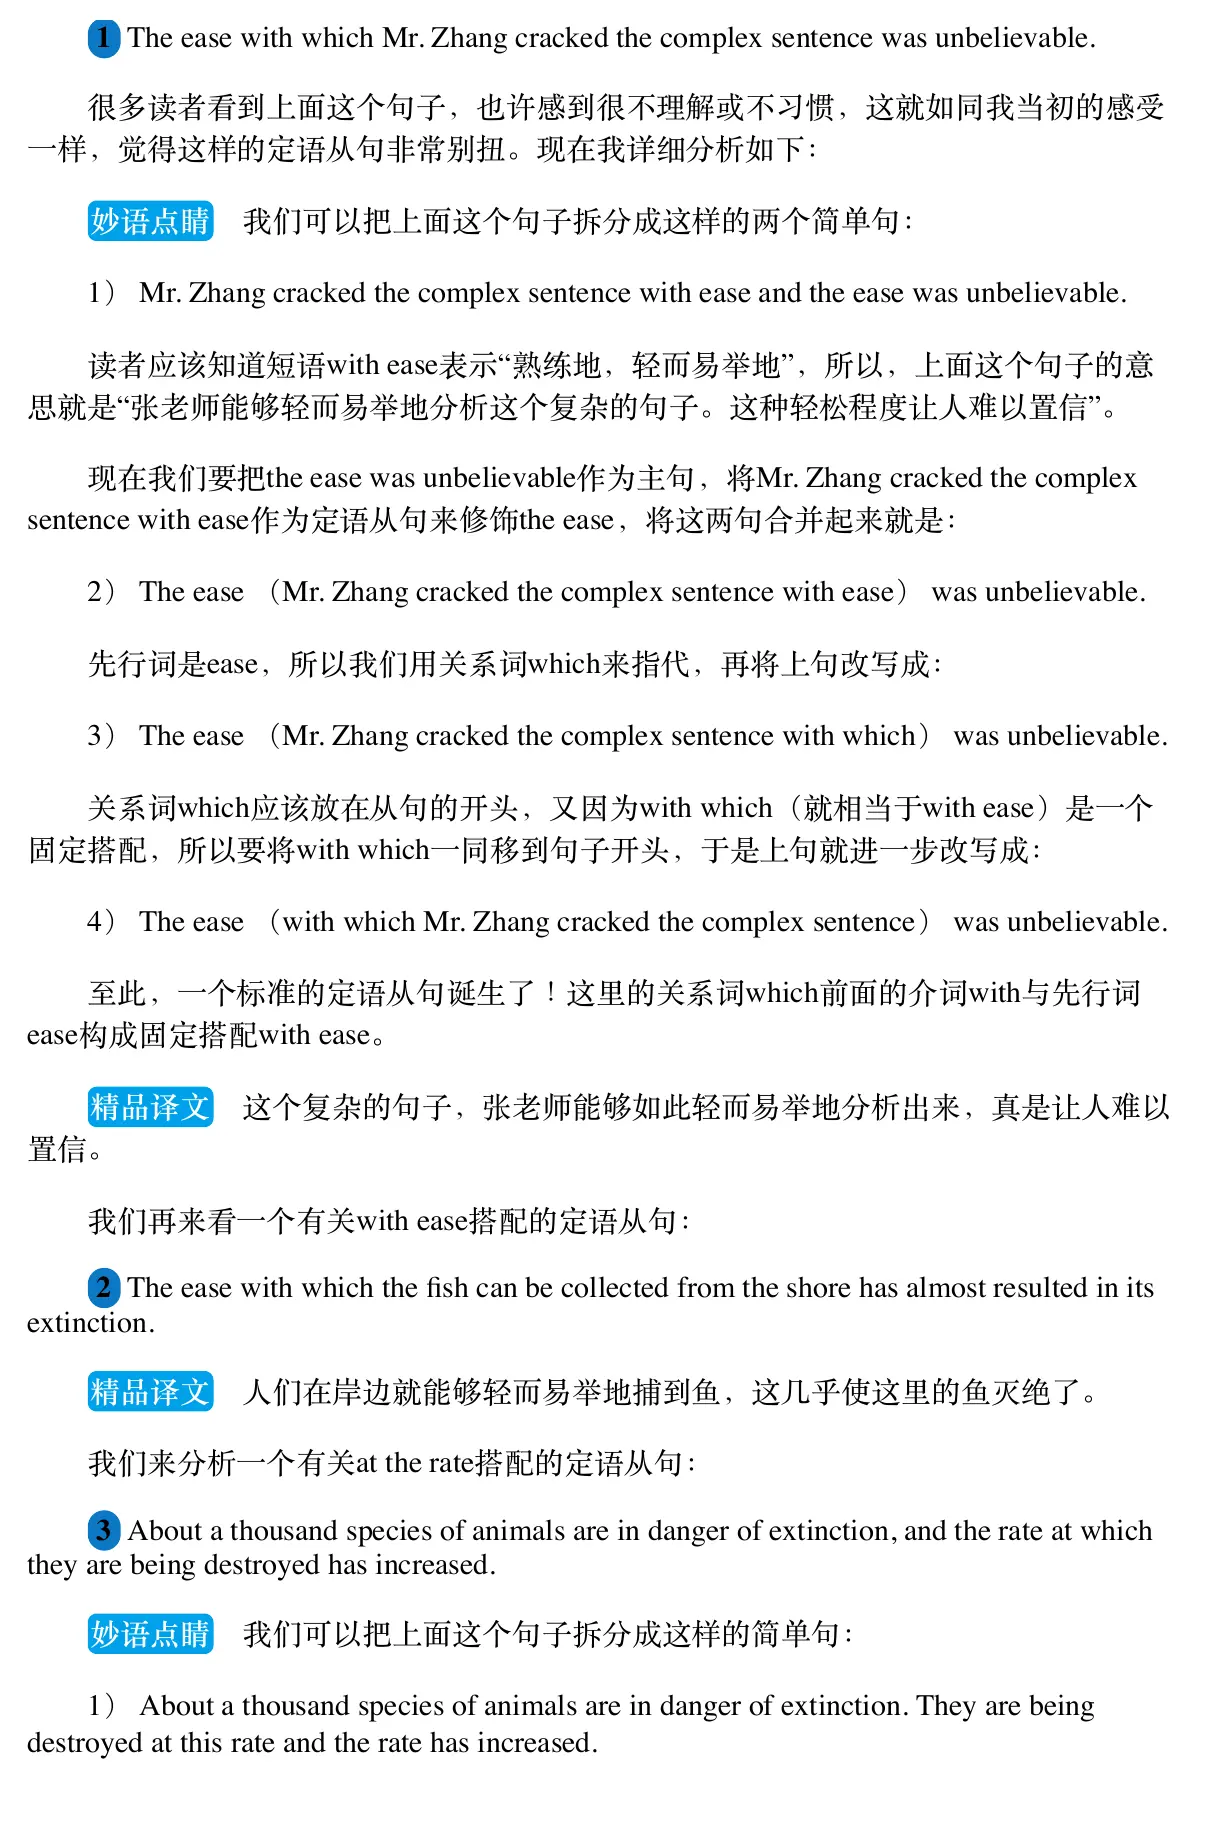 1 The ease with which Mr. Zhang cracked the complex sentence was unbelievable.
很多读者看到上面这个句子，也许感到很不理解或不习惯，这就如同我当初的感受
一样，觉得这样的定语从句非常别扭。现在我详细分析如下：
妙语点睛 我们可以把上面这个句子拆分成这样的两个简单句：
1） Mr. Zhang cracked the complex sentence with ease and the ease was unbelievable.
读者应该知道短语with ease表示“熟练地，轻而易举地”，所以，上面这个句子的意
思就是“张老师能够轻而易举地分析这个复杂的句子。这种轻松程度让人难以置信”。
现在我们要把the ease was unbelievable作为主句，将Mr. Zhang cracked the complex
sentence with ease作为定语从句来修饰the ease，将这两句合并起来就是：
2） The ease （Mr. Zhang cracked the complex sentence with ease） was unbelievable.
先行词是ease，所以我们用关系词which来指代，再将上句改写成：
3） The ease （Mr. Zhang cracked the complex sentence with which） was unbelievable.
关系词which应该放在从句的开头，又因为with which（就相当于with ease）是一个
固定搭配，所以要将with which一同移到句子开头，于是上句就进一步改写成：
4） The ease （with which Mr. Zhang cracked the complex sentence） was unbelievable.
至此，一个标准的定语从句诞生了！这里的关系词which前面的介词with与先行词
ease构成固定搭配with ease。
精品译文 这个复杂的句子，张老师能够如此轻而易举地分析出来，真是让人难以
置信。
我们再来看一个有关with ease搭配的定语从句：
2 The ease with which the fish can be collected from the shore has almost resulted in its
extinction.
精品译文 人们在岸边就能够轻而易举地捕到鱼，这几乎使这里的鱼灭绝了。
我们来分析一个有关at the rate搭配的定语从句：
3 About a thousand species of animals are in danger of extinction, and the rate at which
they are being destroyed has increased.
妙语点睛 我们可以把上面这个句子拆分成这样的简单句：
1） About a thousand species of animals are in danger of extinction. They are being
destroyed at this rate and the rate has increased.